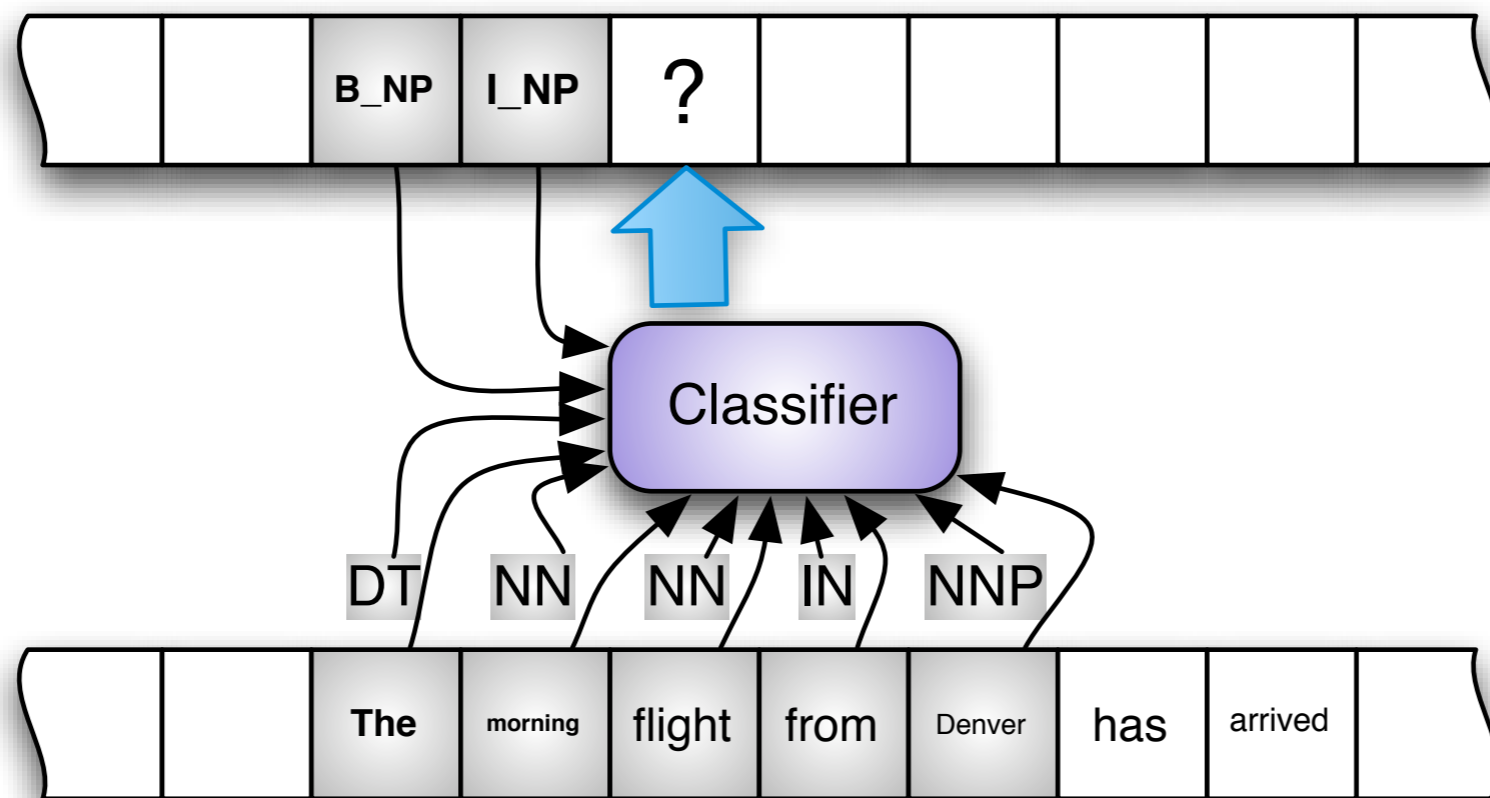 B_NP I_NP ?
Classifier
DT NN NN IN NNP
The morning flight from Denver has arrived